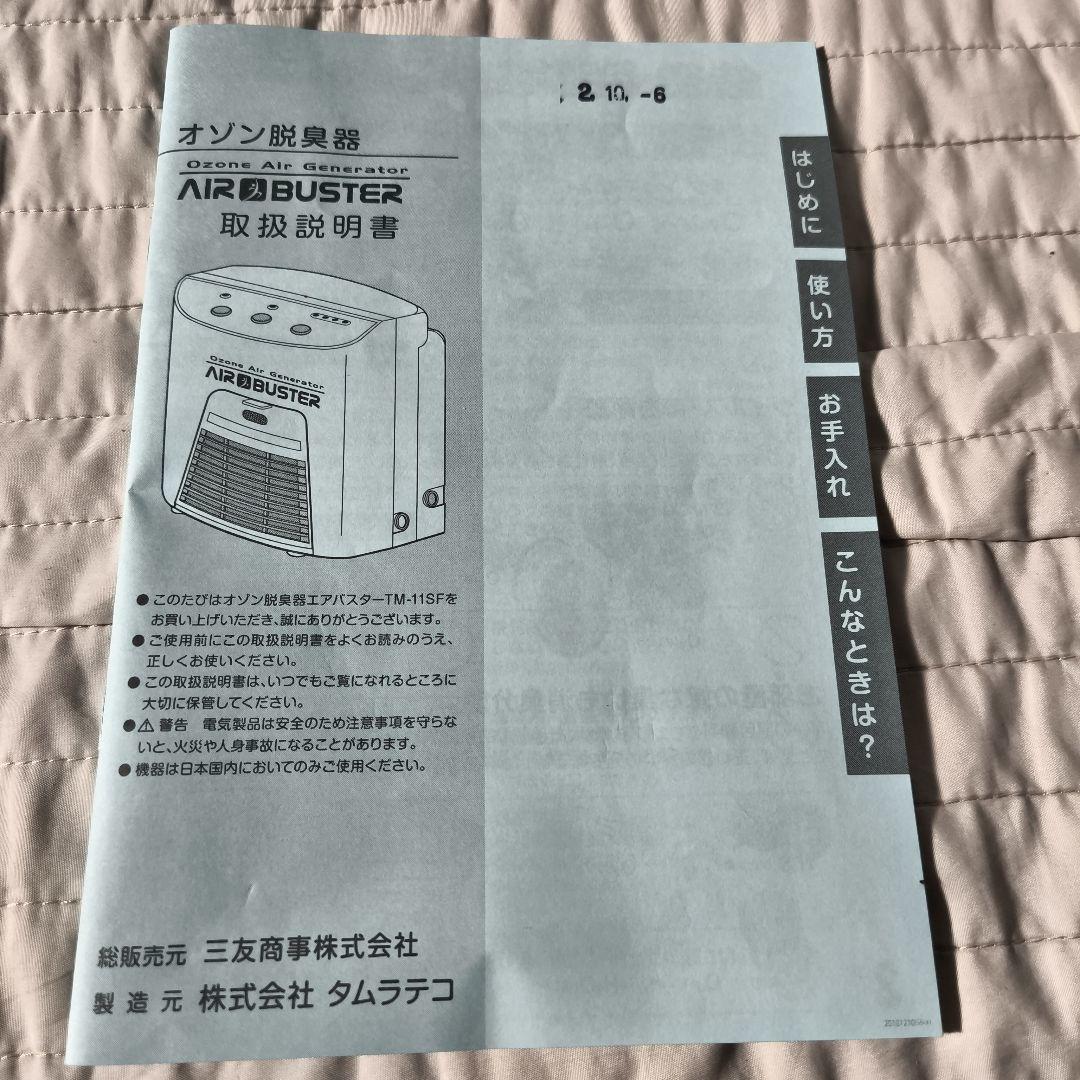 オゾン脱臭器
Ozone Air Generator
AIR BUSTER
取扱説明書
Ozone Air Generator
AIR BUSTER
● このたびはオゾン脱臭器エアバスターTM-11SFを
お買い上げいただき、誠にありがとうございます。
● ご使用前にこの取扱説明書をよくお読みのうえ、
正しくお使いください。
● この取扱説明書は、いつでもご覧になれるところに
大切に保管してください。
● ⚠ 警告 電気製品は安全のため注意事項を守らな
いと、火災や人身事故になることがあります。
● 機器は日本国内においてのみご使用ください。
総販売元 三友商事株式会社
製造元 株式会社 タムラテコ
2. 10. -6
はじめに
使い方
お手入れ
こんなときは?